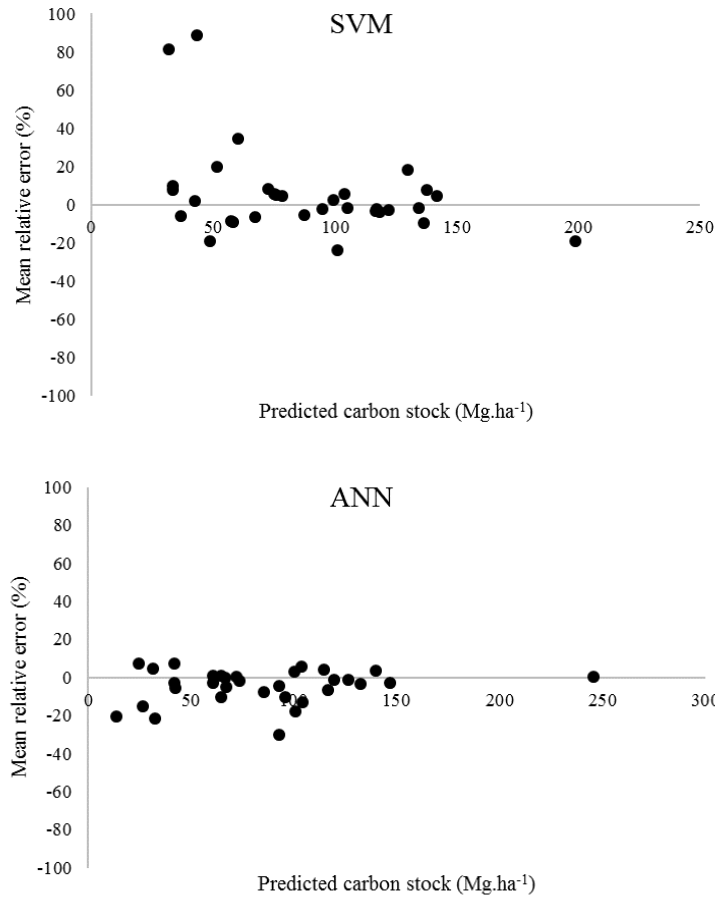 SVM
100
80
60
40
20
0
-20
-40
-60
-80
-100
0 50 100 150 200 250
Mean relative error (%)
Predicted carbon stock (Mg.ha-1)
ANN
100
80
60
40
20
0
-20
-40
-60
-80
-100
0 50 100 150 200 250 300
Mean relative error (%)
Predicted carbon stock (Mg.ha-1)